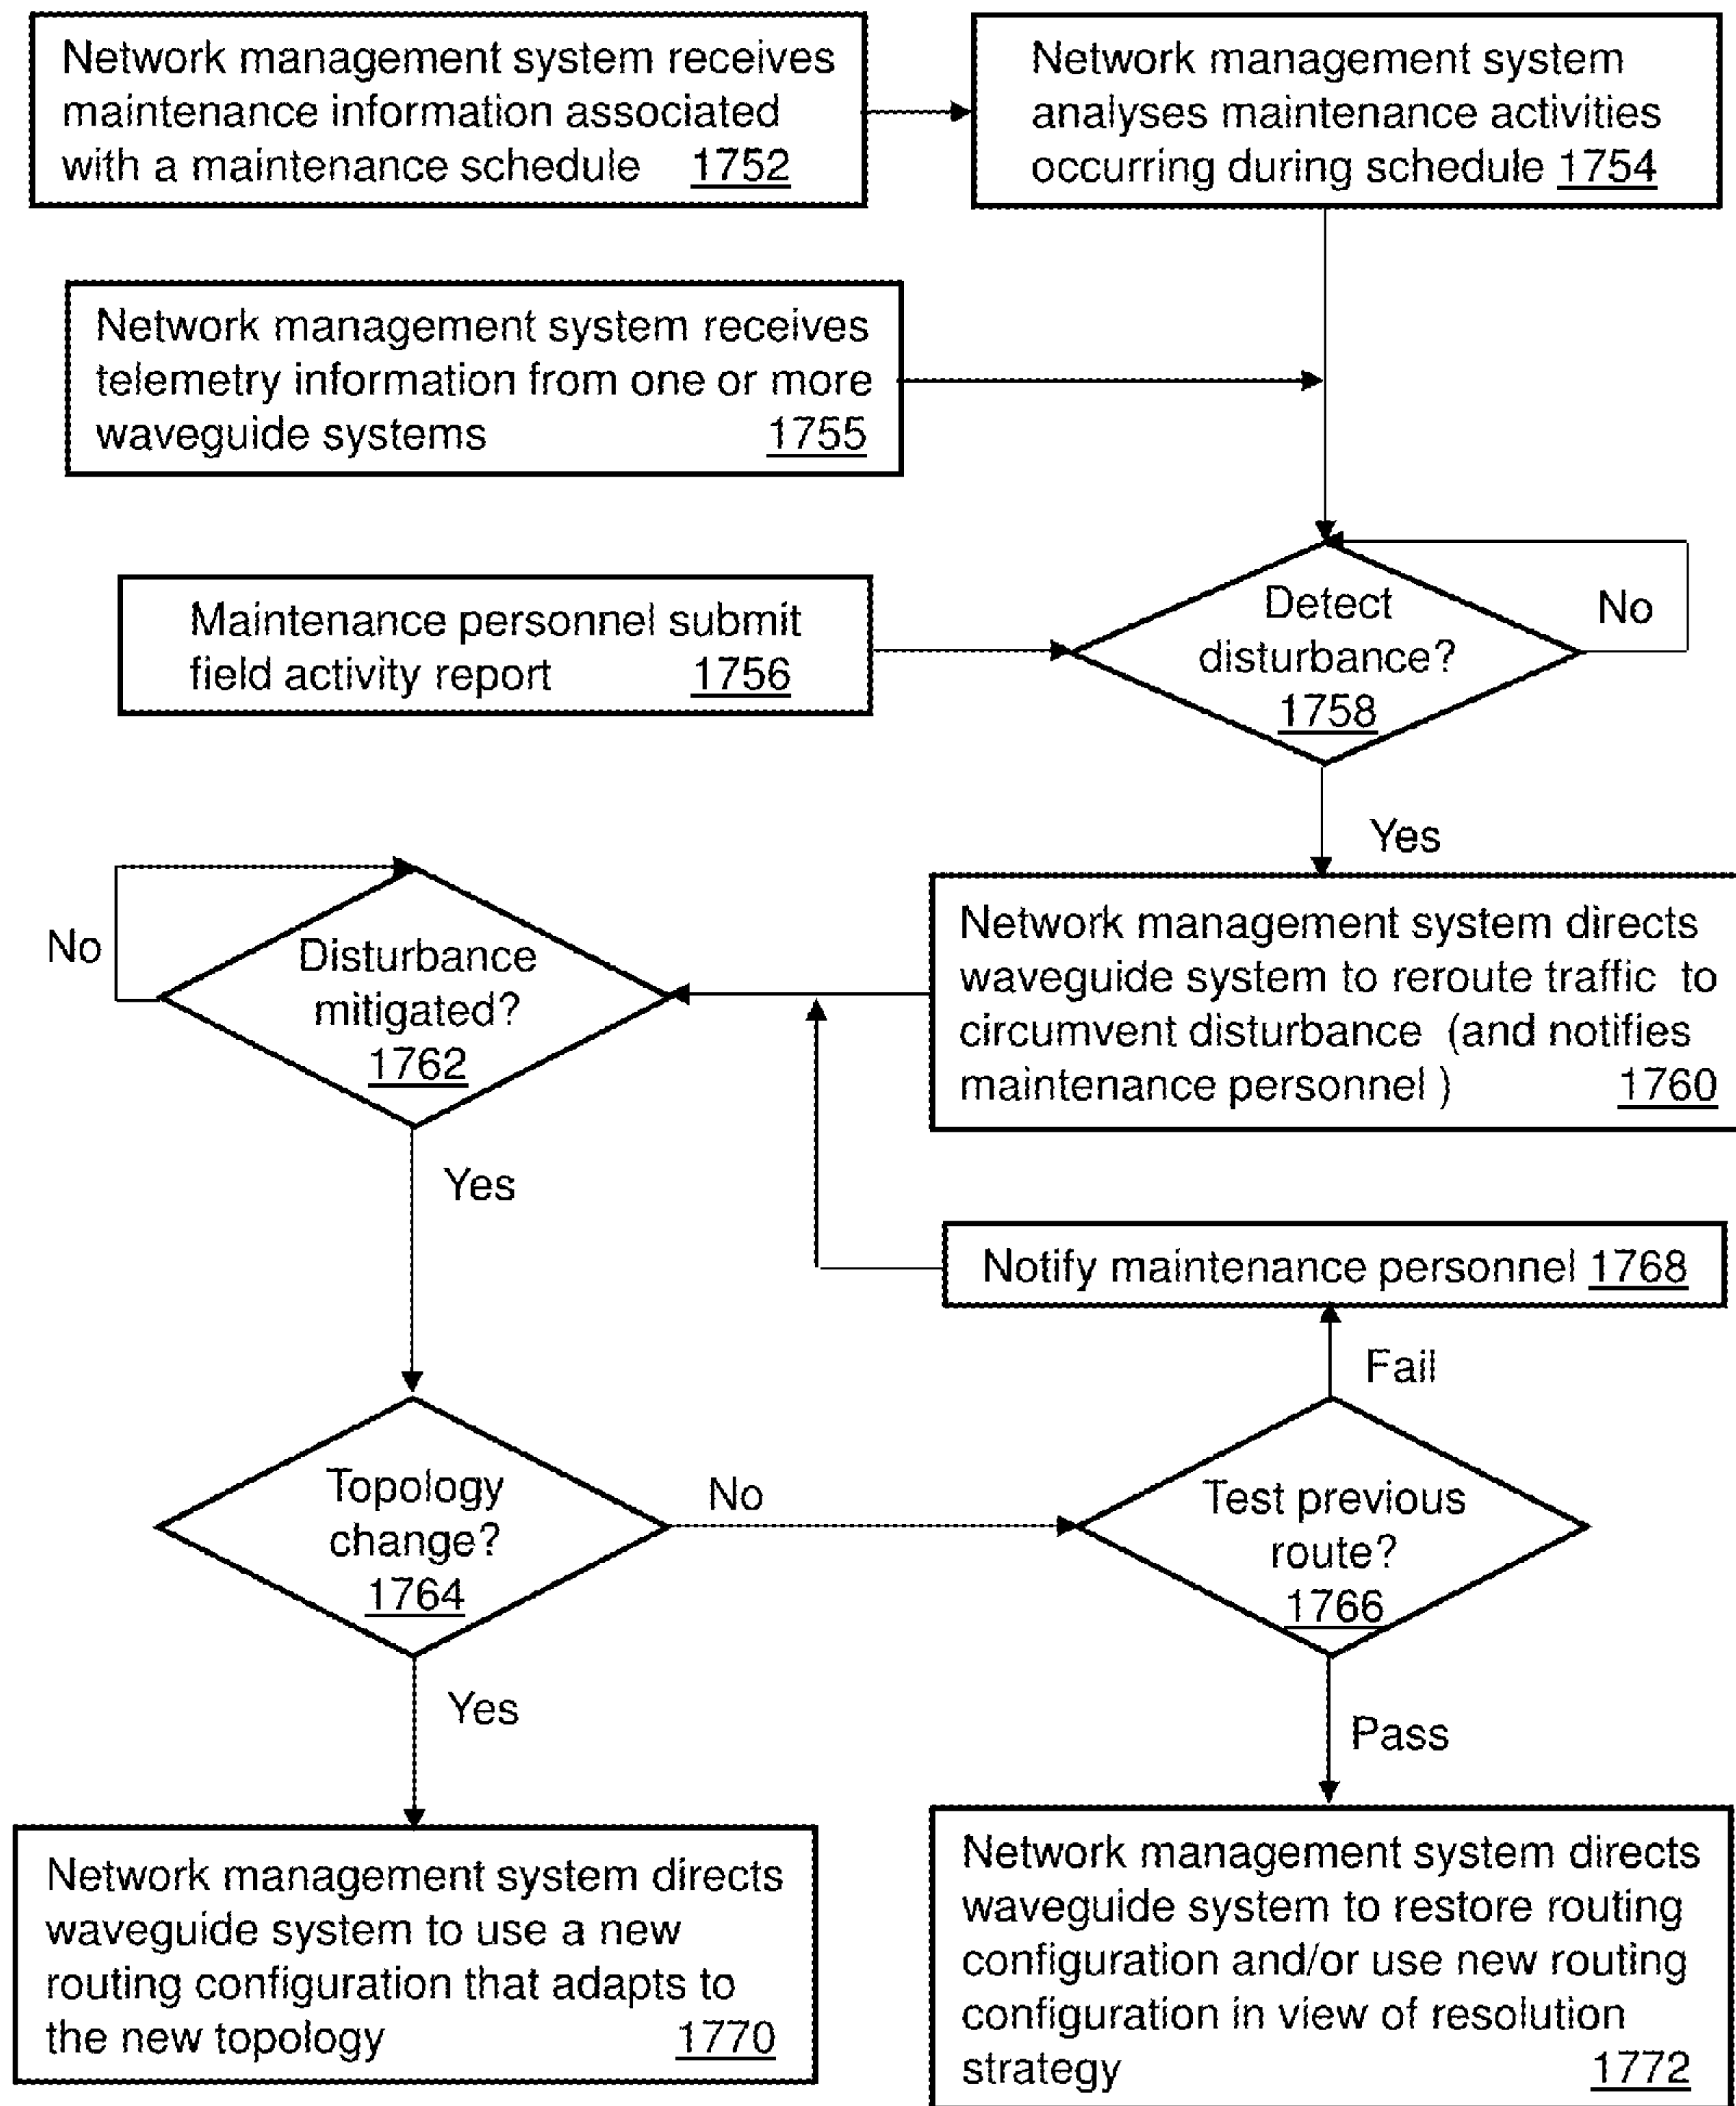 Network management system receives
maintenance information associated
with a maintenance schedule 1752
Network management system
analyses maintenance activities
occurring during schedule 1754
Network management system receives
telemetry information from one or more
waveguide systems 1755
Maintenance personnel submit
field activity report 1756
Detect
disturbance?
1758
No
Yes
Network management system directs
waveguide system to reroute traffic to
circumvent disturbance (and notifies
maintenance personnel ) 1760
Disturbance
mitigated?
1762
No
Yes
Notify maintenance personnel 1768
Fail
Topology
change?
1764
No
Test previous
route?
1766
Yes
Pass
Network management system directs
waveguide system to use a new
routing configuration that adapts to
the new topology 1770
Network management system directs
waveguide system to restore routing
configuration and/or use new routing
configuration in view of resolution
strategy 1772